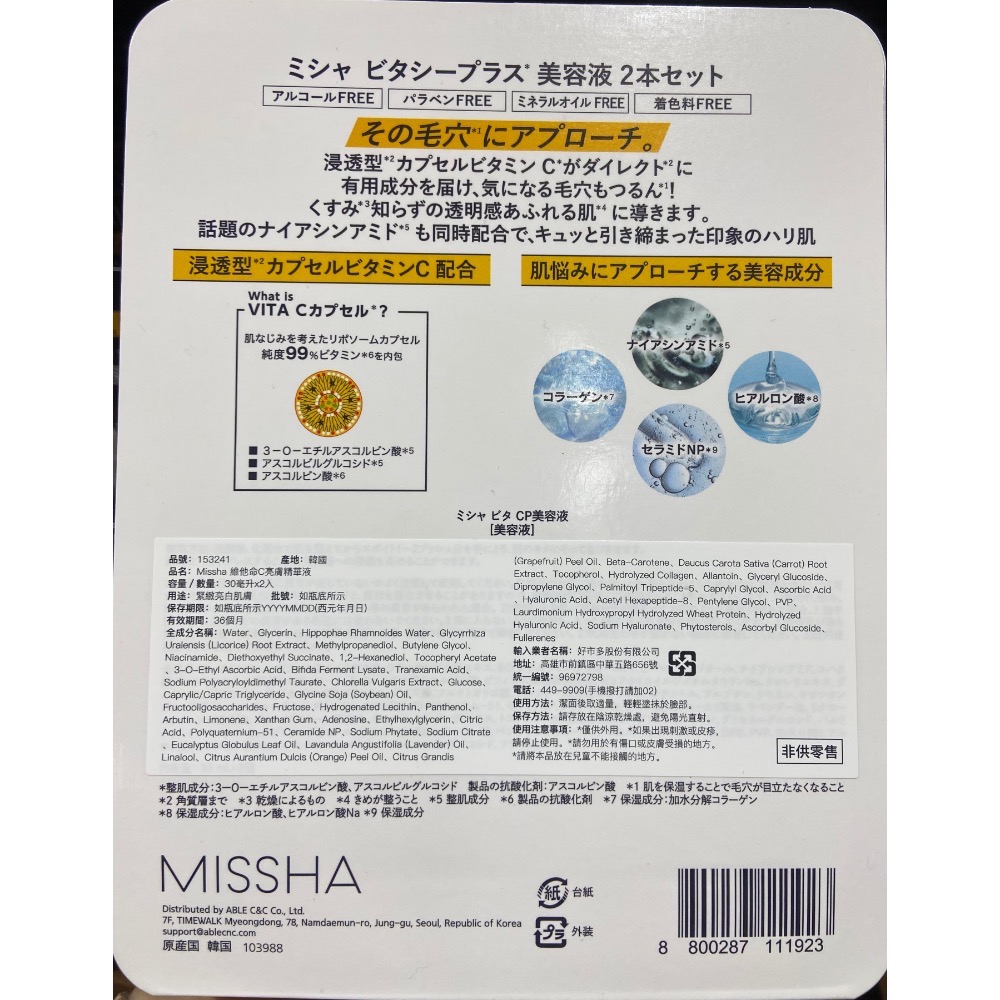 ミシャ ビタシープラス* 美容液 2本セット
アルコールFREE パラベンFREE ミネラルオイルFREE 着色料FREE
その毛穴*1にアプローチ。
浸透型*2カプセルビタミン C*がダイレクト*2に
有用成分を届け、気になる毛穴もつるん*1!
くすみ*3知らずの透明感あふれる肌*4に導きます。
話題のナイアシンアミド*5も同時配合で、キュッと引き締まった印象のハリ肌
浸透型*2カプセルビタミンC 配合
What is
VITA Cカプセル*?
肌なじみを考えたリポソームカプセル
純度99%ビタミン*6を内包
■ 3-O-エチルアスコルビン酸*5
■ アスコルビルグルコシド*5
■ アスコルビン酸*6
肌悩みにアプローチする美容成分
ナイアシンアミド*5
コラーゲン*7
ヒアルロン酸*8
セラミドNP*9
ミシャ ビタ CP美容液
[美容液]
品號: 153241 產地: 韓國
品名: Missha 維他命C亮膚精華液
容量 / 數量: 30毫升x2入
用途: 緊緻亮白肌膚 批號: 如瓶底所示
保存期限: 如瓶底所示YYYYMMDD(西元年月日)
有效期間: 36個月
全成分名稱: Water、Glycerin、Hippophae Rhamnoides Water、Glycyrrhiza
Uralensis (Licorice) Root Extract、Methylpropanediol、Butylene Glycol、
Niacinamide、Diethoxyethyl Succinate、1,2-Hexanediol、Tocopheryl Acetate
、3-O-Ethyl Ascorbic Acid、Bifida Ferment Lysate、Tranexamic Acid、
Sodium Polyacryloyldimethyl Taurate、Chlorella Vulgaris Extract、Glucose、
Caprylic/Capric Triglyceride、Glycine Soja (Soybean) Oil、
Fructooligosaccharides、Fructose、Hydrogenated Lecithin、Panthenol、
Arbutin、Limonene、Xanthan Gum、Adenosine、Ethylhexylglycerin、Citric
Acid、Polyquaternium-51、Ceramide NP、Sodium Phytate、Sodium Citrate
、Eucalyptus Globulus Leaf Oil、Lavandula Angustifolia (Lavender) Oil、
Linalool、Citrus Aurantium Dulcis (Orange) Peel Oil、Citrus Grandis
(Grapefruit) Peel Oil、Beta-Carotene、Daucus Carota Sativa (Carrot) Root
Extract、Tocopherol、Hydrolyzed Collagen、Allantoin、Glyceryl Glucoside、
Dipropylene Glycol、Palmitoyl Tripeptide-5、Caprylyl Glycol、Ascorbic Acid
、Hyaluronic Acid、Acetyl Hexapeptide-8、Pentylene Glycol、PVP、
Laurdimonium Hydroxypropyl Hydrolyzed Wheat Protein、Hydrolyzed
Hyaluronic Acid、Sodium Hyaluronate、Phytosterols、Ascorbyl Glucoside、
Fullerenes
輸入業者名稱: 好市多股份有限公司
地址: 高雄市前鎮區中華五路656號
統一編號: 96972798
電話: 449-9909(手機撥打請加02)
使用方法: 潔面後取適量,輕輕塗抹於臉部。
保存方法: 請存放在陰涼乾燥處,避免陽光直射。
使用注意事項: *僅供外用。*如果出現刺激或皮疹,
請停止使用。*請勿用於有傷口或皮膚受損的地方。
*請將本品放在兒童不能接觸的地方。
非供零售
*整肌成分:3-O-エチルアスコルビン酸、アスコルビルグルコシド 製品の抗酸化剤:アスコルビン酸 *1 肌を保湿することで毛穴が目立たなくなること
*2 角質層まで *3 乾燥によるもの *4 きめが整うこと *5 整肌成分 *6 製品の抗酸化剤 *7 保湿成分:加水分解コラーゲン
*8 保湿成分:ヒアルロン酸、ヒアルロン酸Na *9 保湿成分
MISSHA
Distributed by ABLE C&C Co., Ltd.
7F, TIMEWALK Myeongdong, 78, Namdaemun-ro, Jung-gu, Seoul, Republic of Korea
support@ablecnc.com
原産国 韓国 103988
紙 台紙
プラ 外装
8 800287 111923